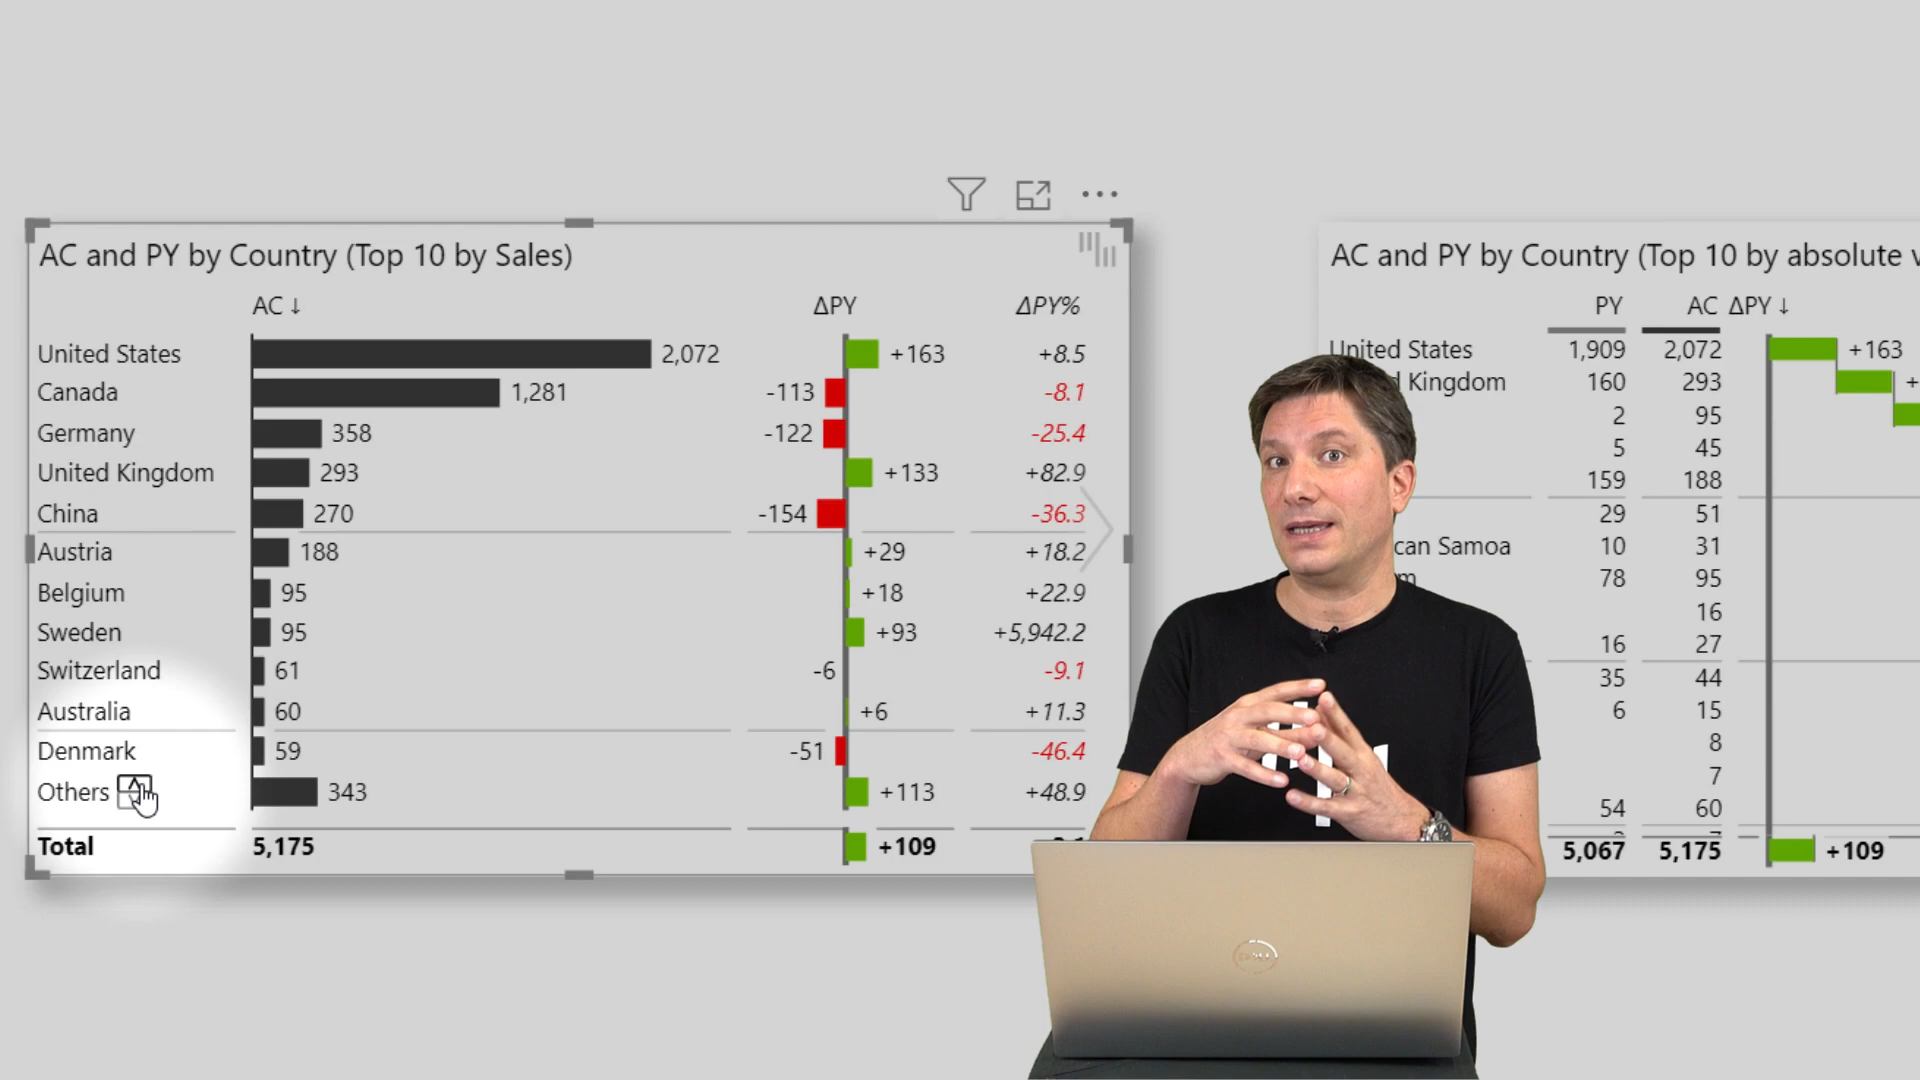 AC and PY by Country (Top 10 by Sales)
AC ↓ ΔPY ΔPY%
United States 2,072 +163 +8.5
Canada 1,281 -113 -8.1
Germany 358 -122 -25.4
United Kingdom 293 +133 +82.9
China 270 -154 -36.3
Austria 188 +29 +18.2
Belgium 95 +18 +22.9
Sweden 95 +93 +5,942.2
Switzerland 61 -6 -9.1
Australia 60 +6 +11.3
Denmark 59 -51 -46.4
Others 343 +113 +48.9
Total 5,175 +109
AC and PY by Country (Top 10 by absolute
PY AC ΔPY ↓
United States 1,909 2,072 +163
Kingdom 160 293 +
2 95
5 45
159 188
29 51
can Samoa 10 31
78 95
16
16 27
35 44
6 15
8
7
54 60
5,067 5,175 +109
DELL